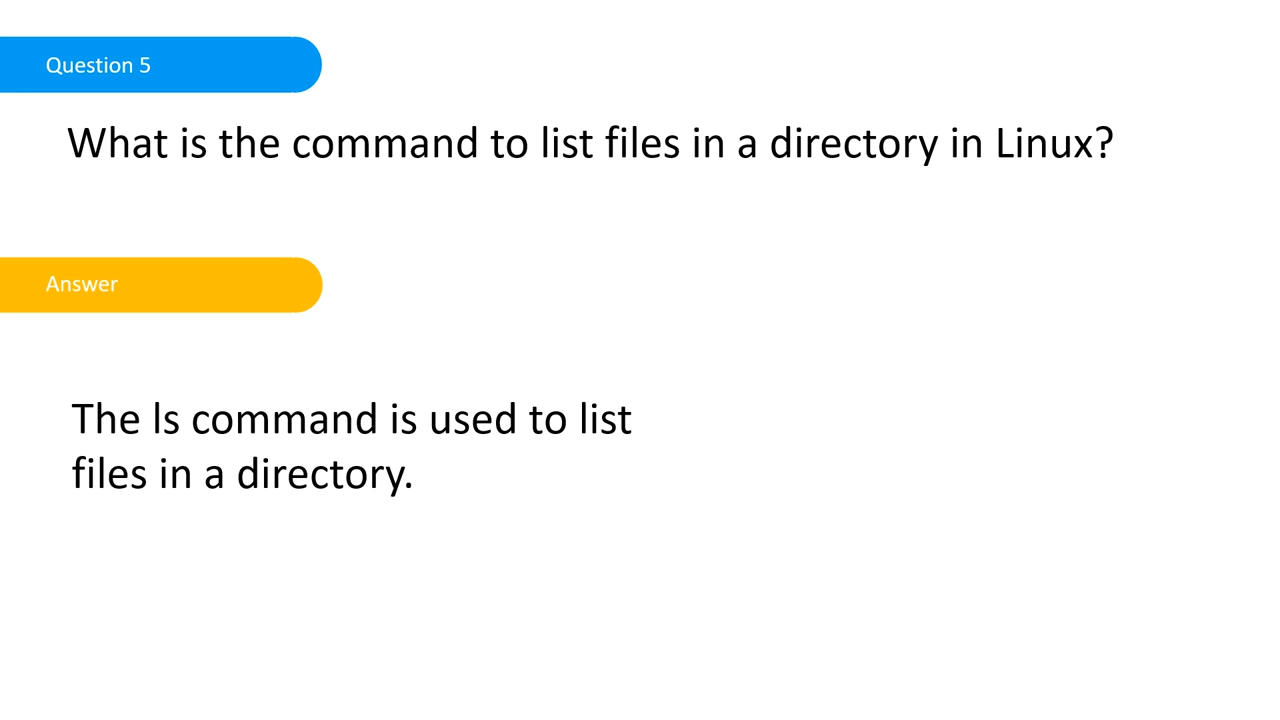 Question 5
What is the command to list files in a directory in Linux?
Answer
The ls command is used to list
files in a directory.